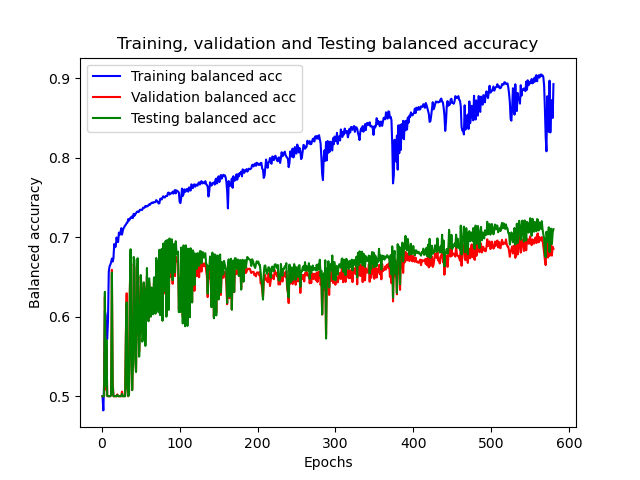 Training, validation and Testing balanced accuracy
Training balanced acc
Validation balanced acc
Testing balanced acc
Balanced accuracy
0.9
0.8
0.7
0.6
0.5
0 100 200 300 400 500 600
Epochs